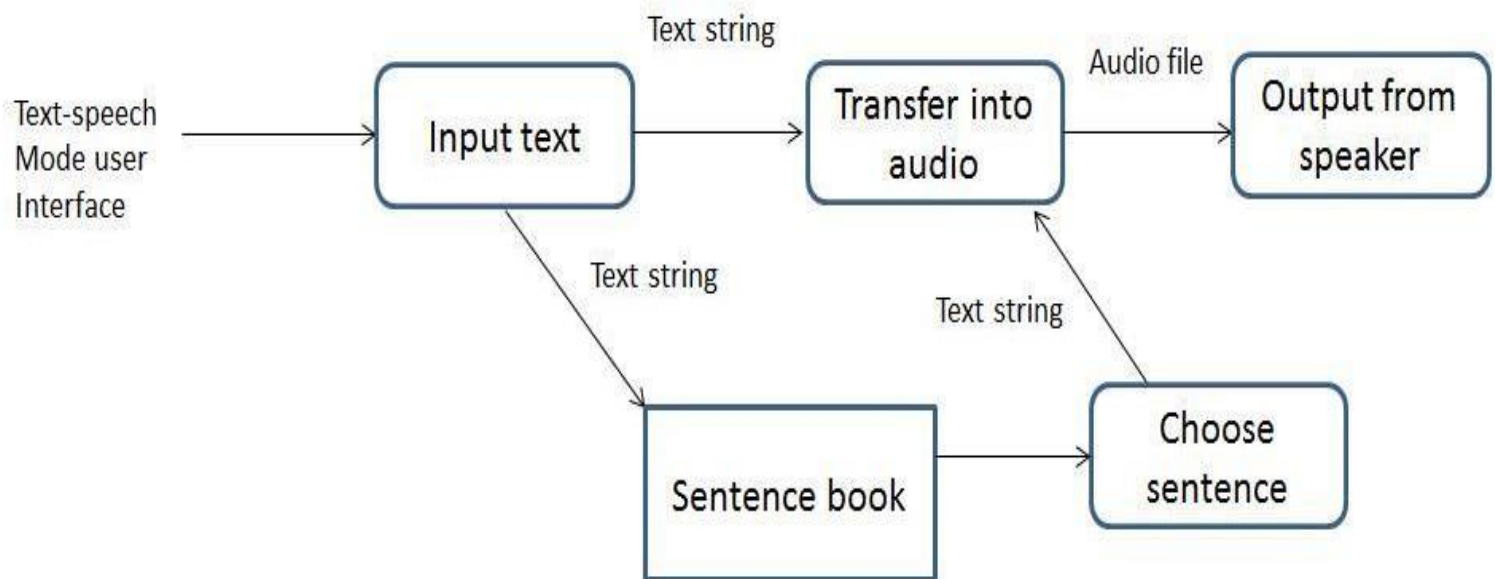 Text string
Audio file
Text-speech
Mode user
Interface
Input text
Transfer into
audio
Output from
speaker
Text string
Text string
Sentence book
Choose
sentence